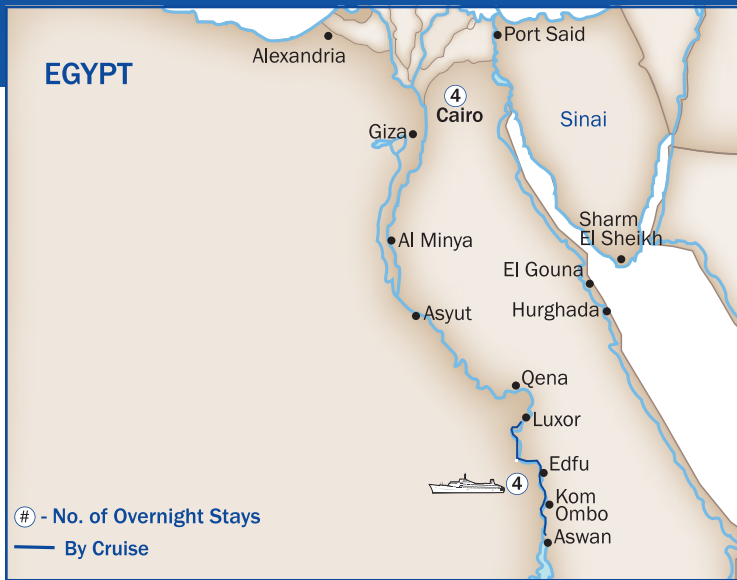 Port Said
Alexandria
EGYPT
4
Cairo
Sinai
Giza
Sharm
El Sheikh
Al Minya
El Gouna
Hurghada
Asyut
Qena
Luxor
Edfu
4
Kom
Ombo
# - No. of Overnight Stays
Aswan
By Cruise